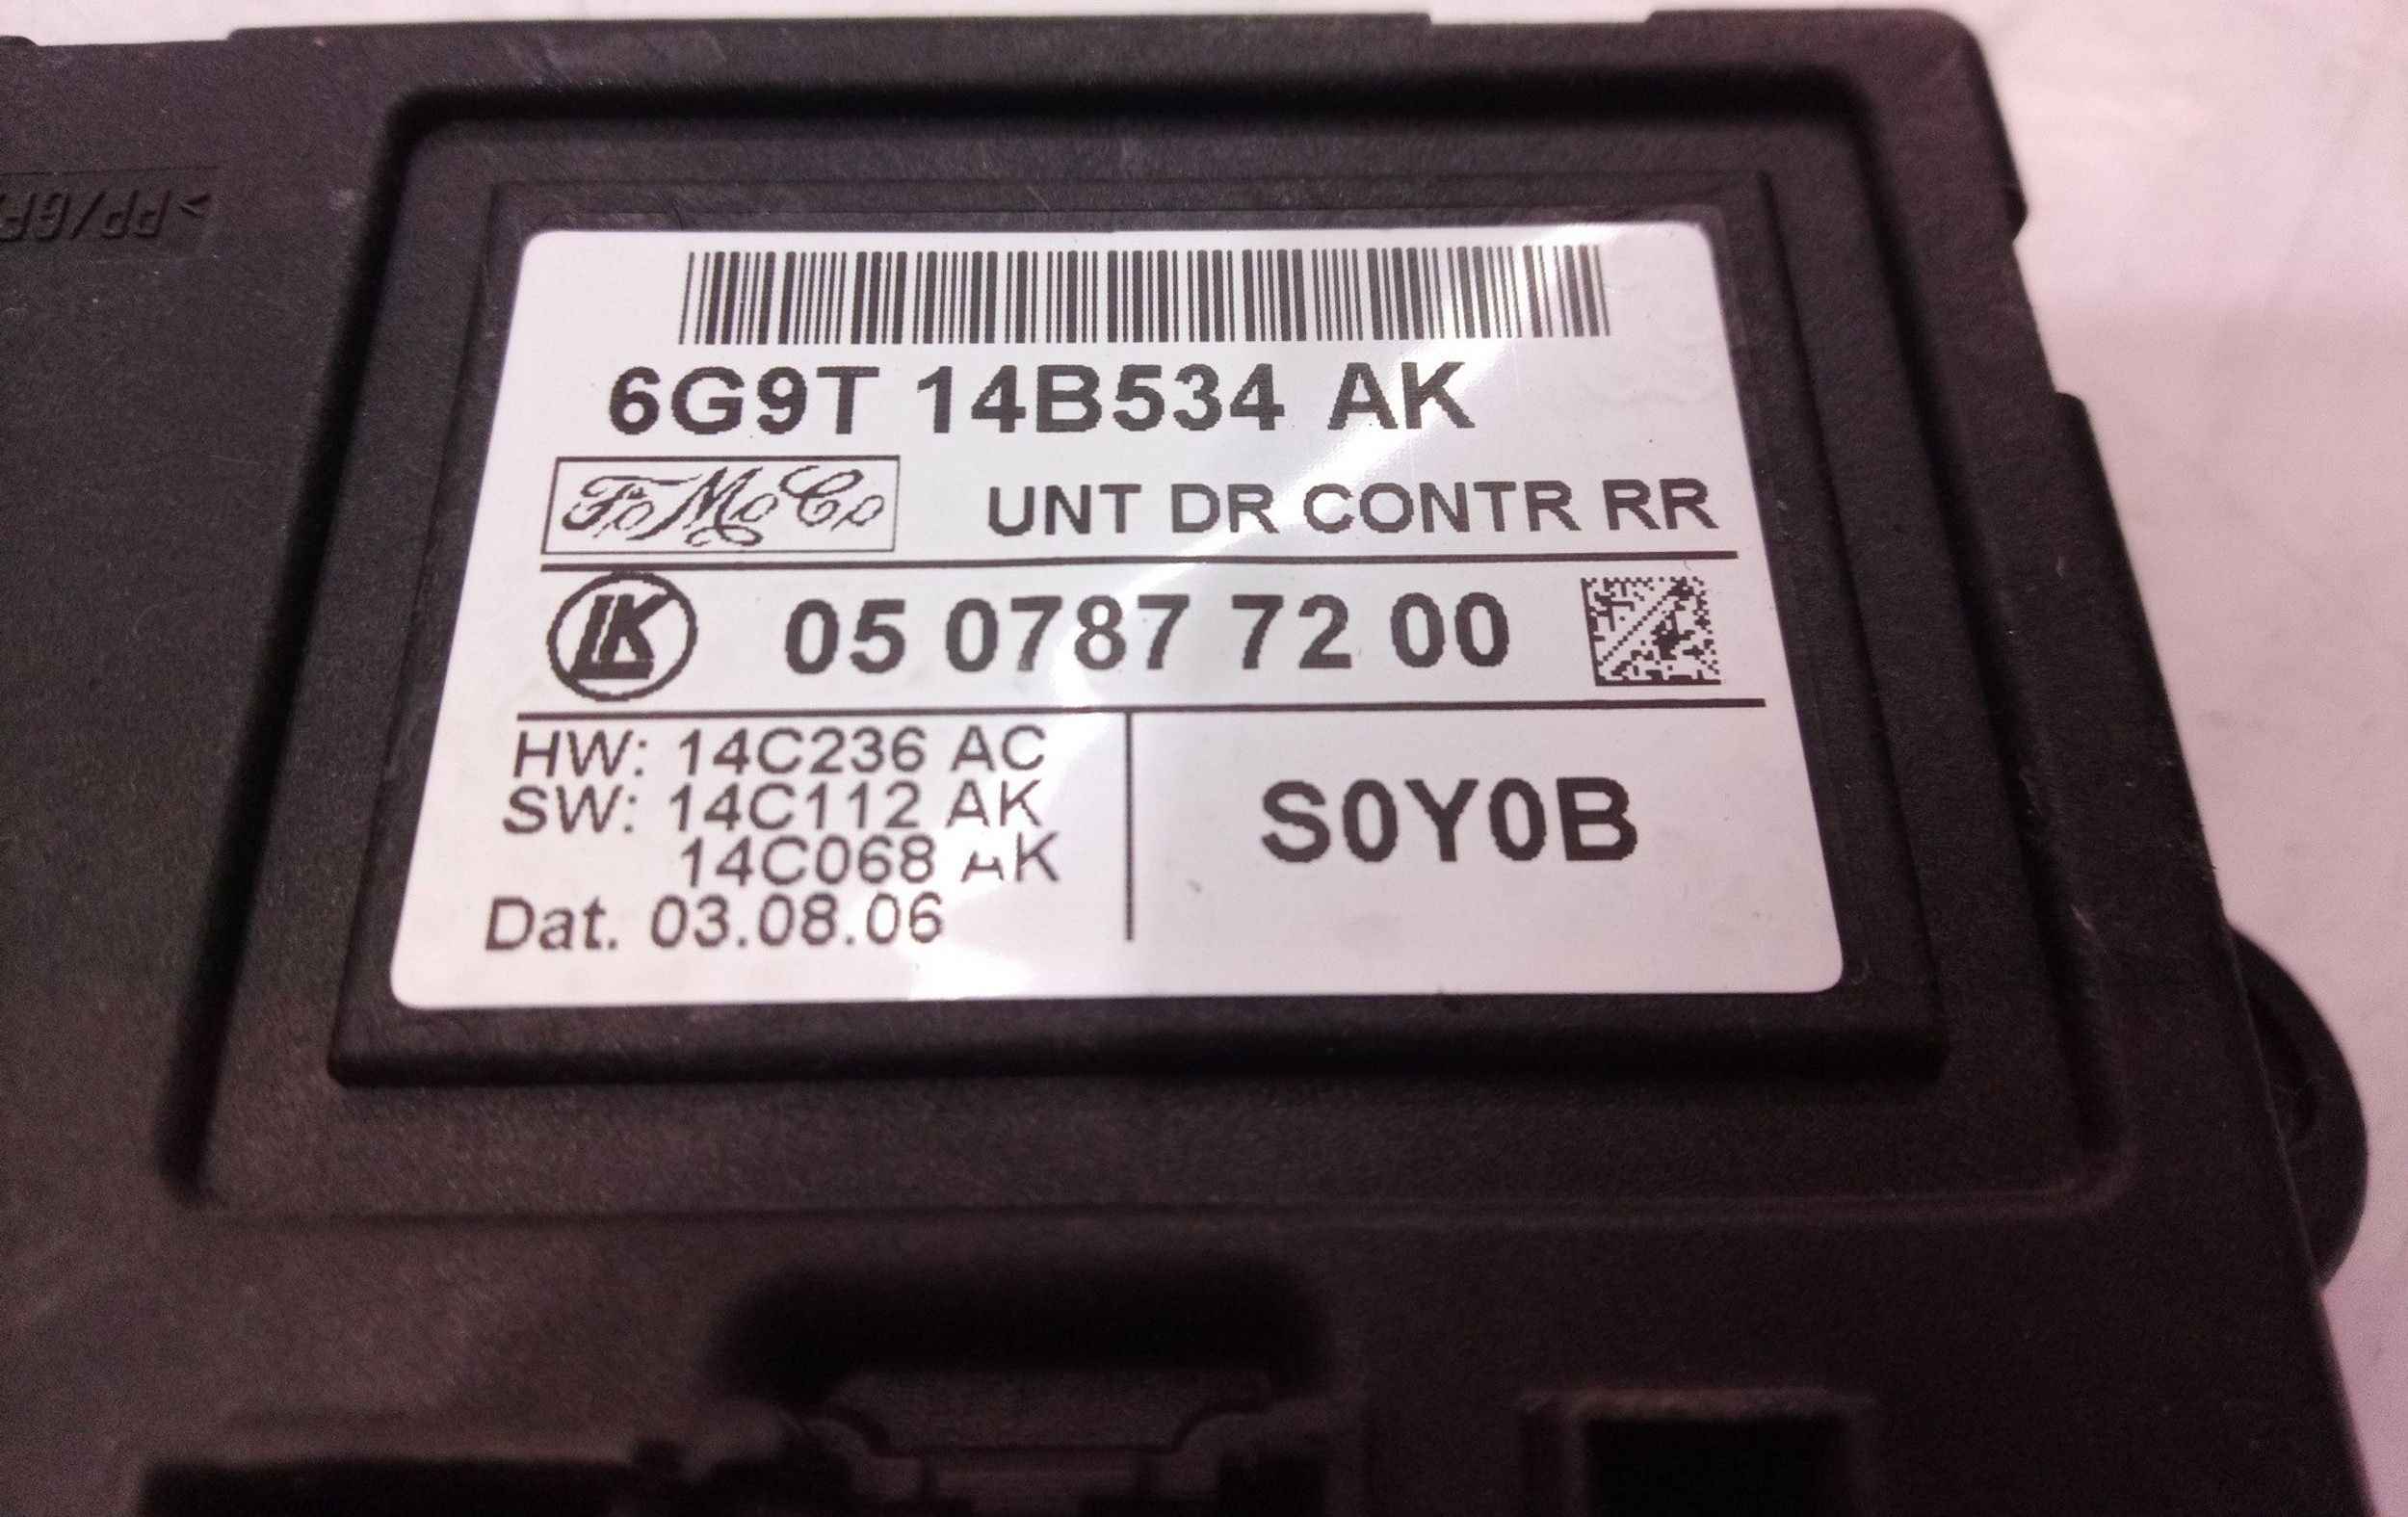 6G9T 14B534 AK
FoMoCo UNT DR CONTR RR
LK 05 0787 72 00
HW: 14C236 AC
SW: 14C112 AK
14C068 AK
Dat. 03.08.06
S0Y0B